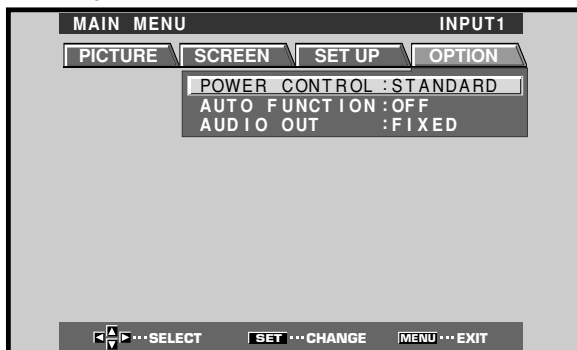 MAIN MENU INPUT1
PICTURE SCREEN SET UP OPTION
POWER CONTROL :STANDARD
AUTO FUNCTION :OFF
AUDIO OUT :FIXED
···SELECT SET ···CHANGE MENU ···EXIT